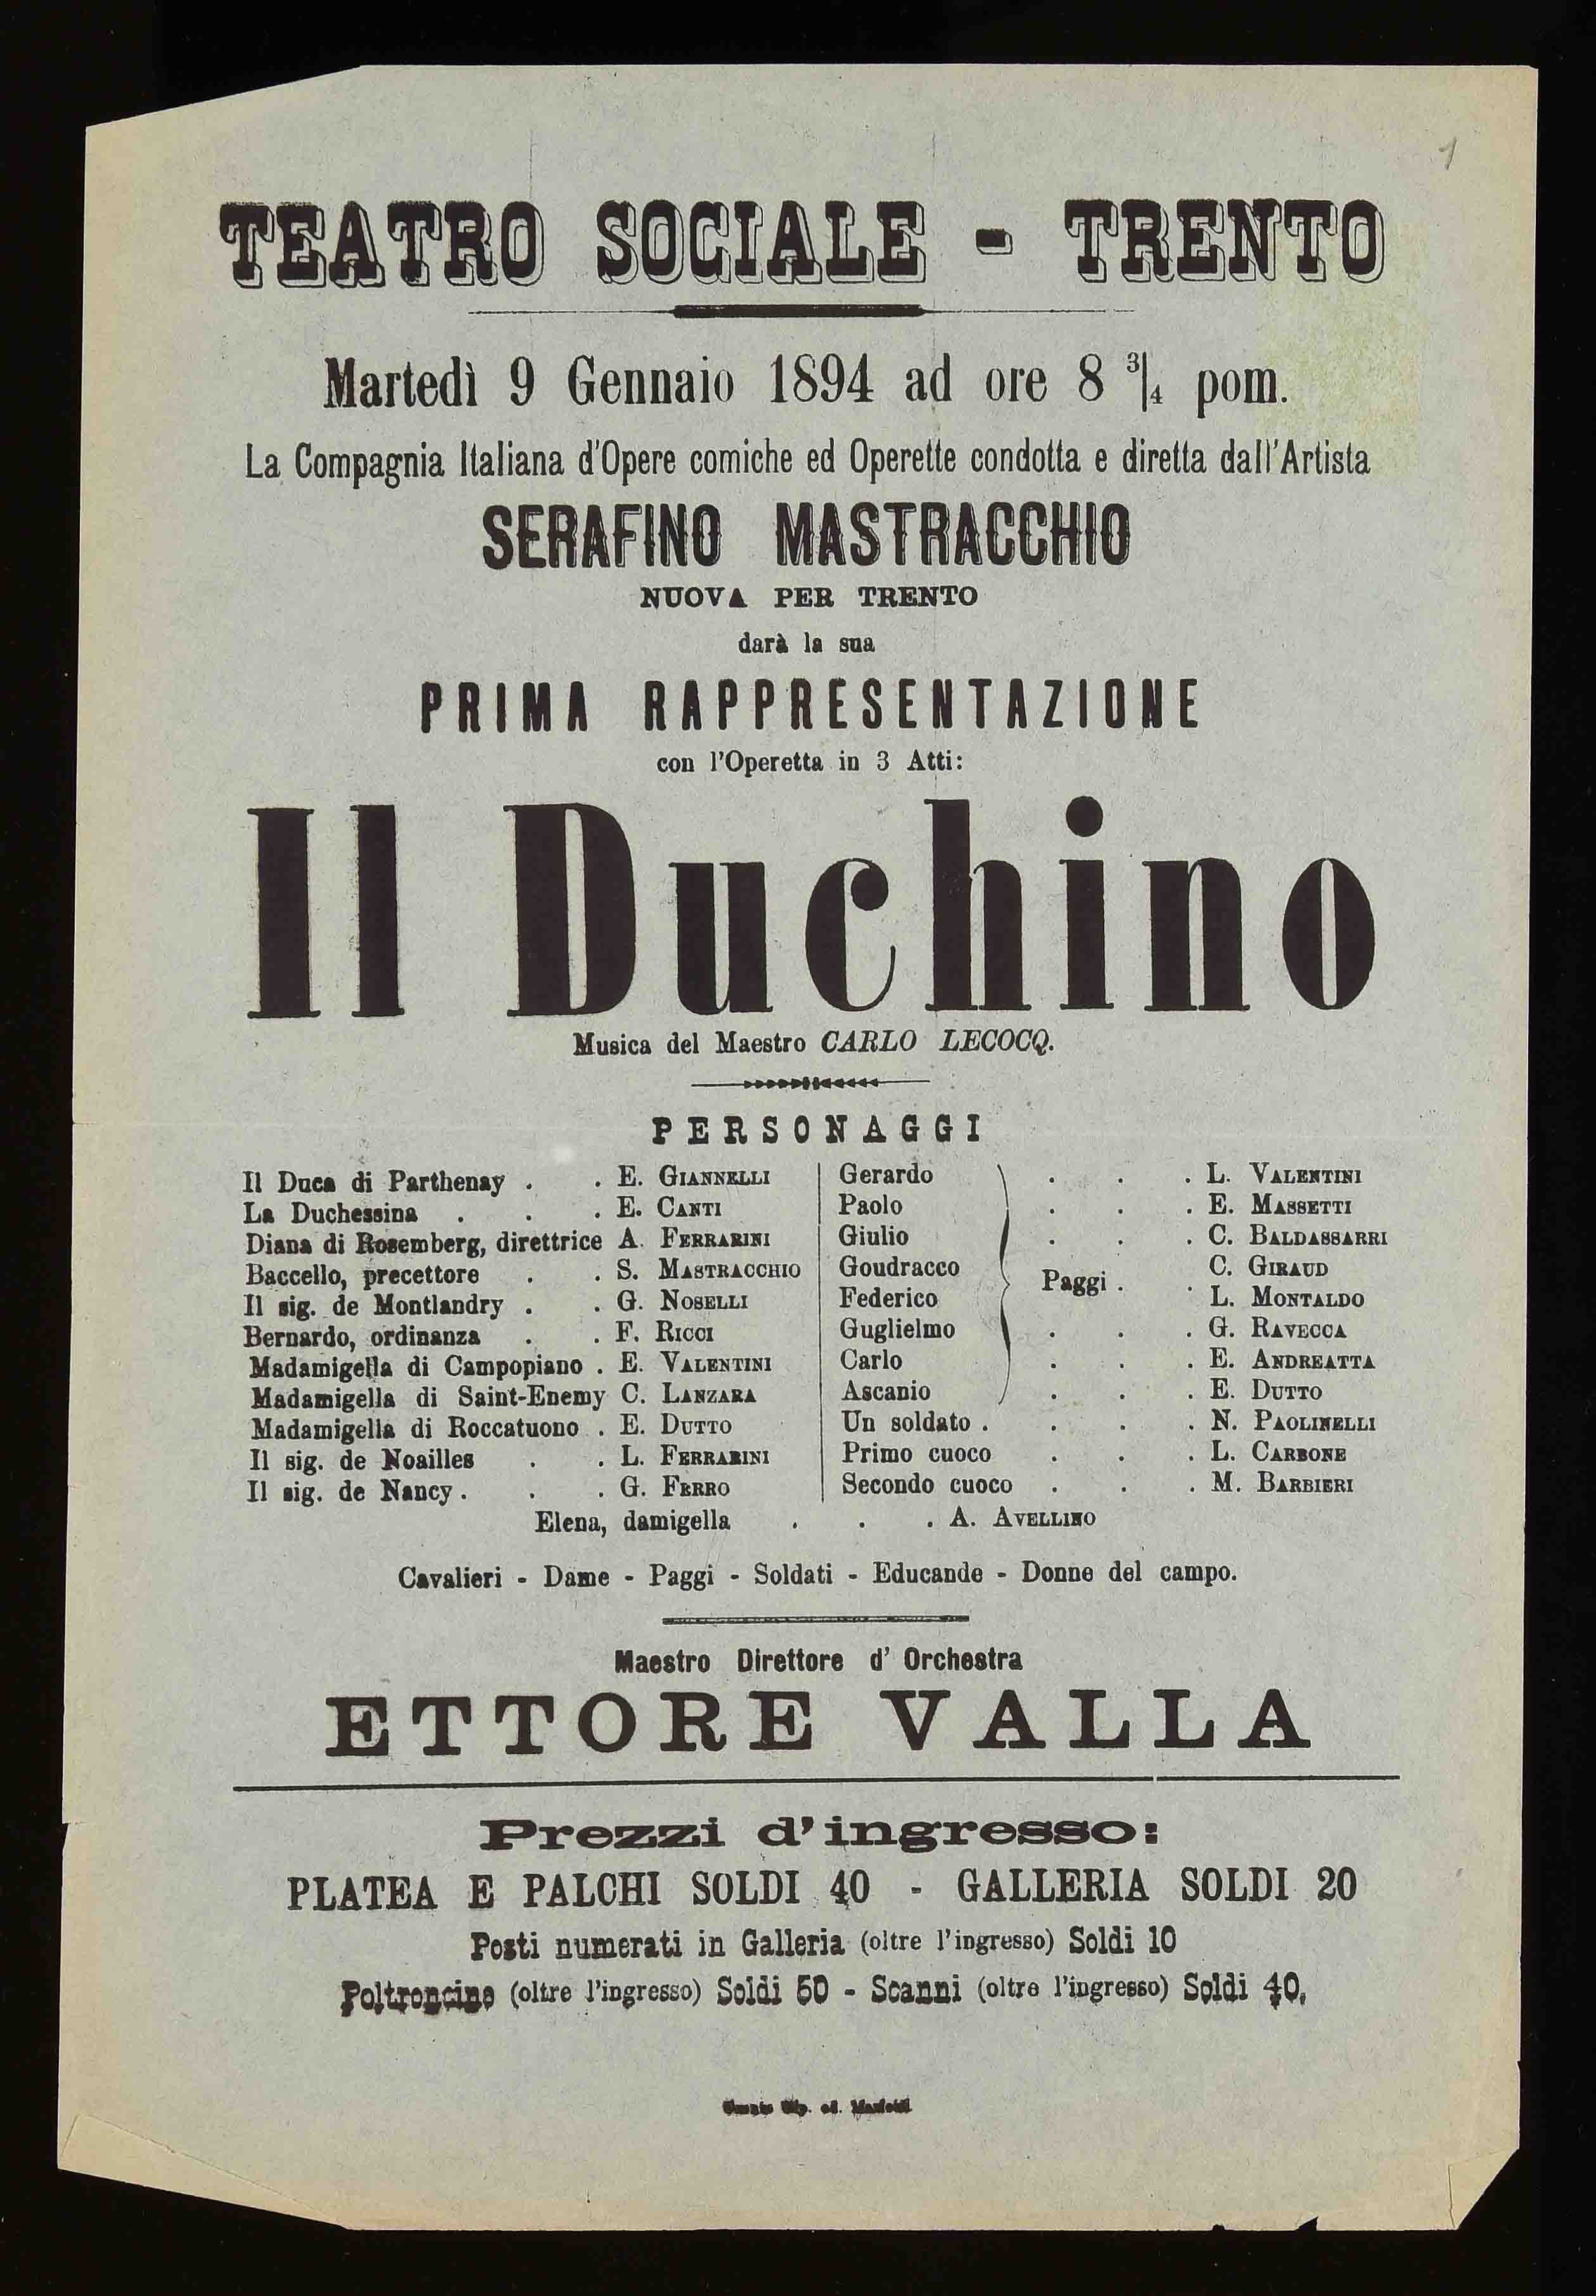 1
TEATRO SOCIALE - TRENTO
Martedì 9 Gennaio 1894 ad ore 8 3/4 pom.
La Compagnia Italiana d'Opere comiche ed Operette condotta e diretta dall'Artista
SERAFINO MASTRACCHIO
NUOVA PER TRENTO
darà la sua
PRIMA RAPPRESENTAZIONE
con l'Operetta in 3 Atti:
Il Duchino
Musica del Maestro CARLO LECOCQ.
PERSONAGGI
Il Duca di Parthenay . . E. GIANNELLI
La Duchessina . . . E. CANTI
Diana di Rosemberg, direttrice A. FERRARINI
Baccello, precettore . . S. MASTRACCHIO
Il sig. de Montlandry . . G. NOSELLI
Bernardo, ordinanza . . F. RICCI
Madamigella di Campopiano . E. VALENTINI
Madamigella di Saint-Enemy C. LANZARA
Madamigella di Roccatuono . E. DUTTO
Il sig. de Noailles . . L. FERRARINI
Il sig. de Nancy . . . G. FERRO
Gerardo . . . L. VALENTINI
Paolo . . . E. MASSETTI
Giulio . . . C. BALDASSARRI
Goudracco C. GIRAUD
Paggi .
Federico . L. MONTALDO
Guglielmo . . . G. RAVECCA
Carlo . . . E. ANDREATTA
Ascanio . . . E. DUTTO
Un soldato . . . . N. PAOLINELLI
Primo cuoco . . . L. CARBONE
Secondo cuoco . . . M. BARBIERI
Elena, damigella . . . A. AVELLINO
Cavalieri - Dame - Paggi - Soldati - Educande - Donne del campo.
Maestro Direttore d' Orchestra
ETTORE VALLA
Prezzi d'ingresso:
PLATEA E PALCHI SOLDI 40 - GALLERIA SOLDI 20
Posti numerati in Galleria (oltre l'ingresso) Soldi 10
Poltroncine (oltre l'ingresso) Soldi 60 - Scanni (oltre l'ingresso) Soldi 40.